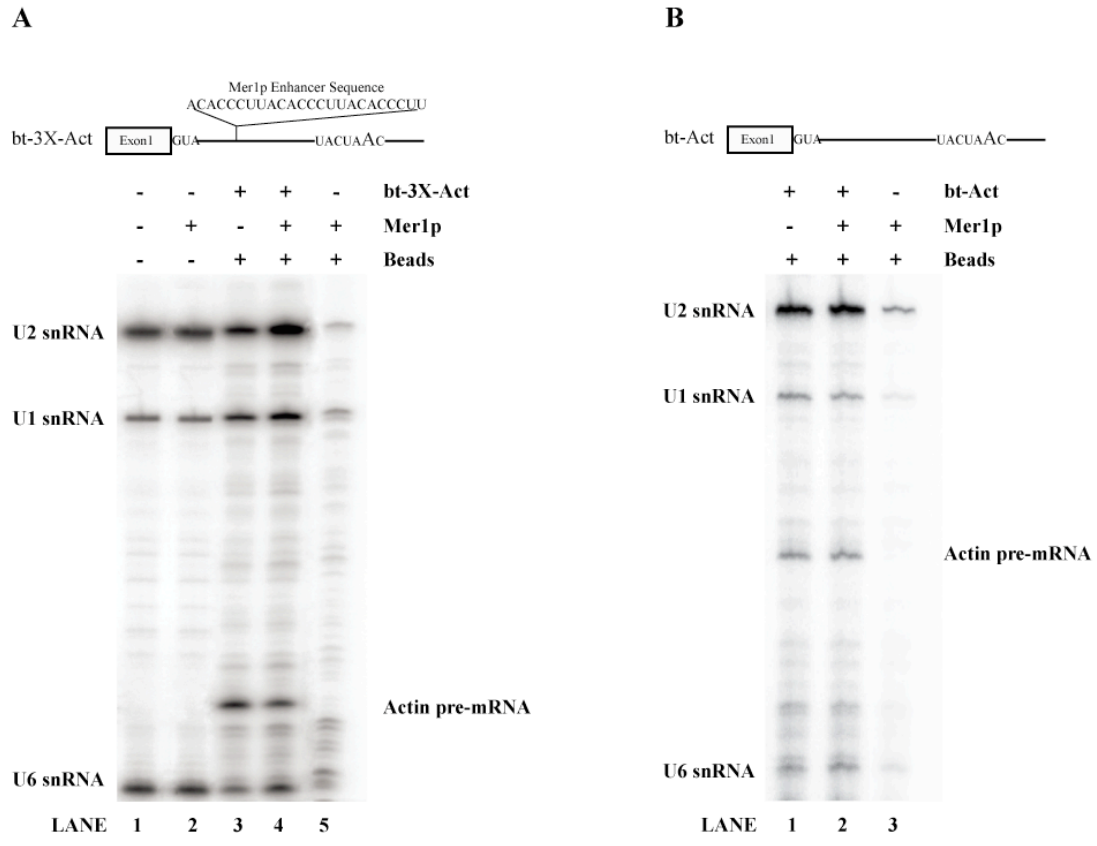 A
Mer1p Enhancer Sequence
ACACCCUUACACCCUUACACCCUU
bt-3X-Act Exon1 GUA UACUAAC
- - + + - bt-3X-Act
- + - + + Mer1p
- - + + + Beads
U2 snRNA
U1 snRNA
Actin pre-mRNA
U6 snRNA
LANE 1 2 3 4 5
B
bt-Act Exon1 GUA UACUAAC
+ + - bt-Act
- + + Mer1p
+ + + Beads
U2 snRNA
U1 snRNA
Actin pre-mRNA
U6 snRNA
LANE 1 2 3